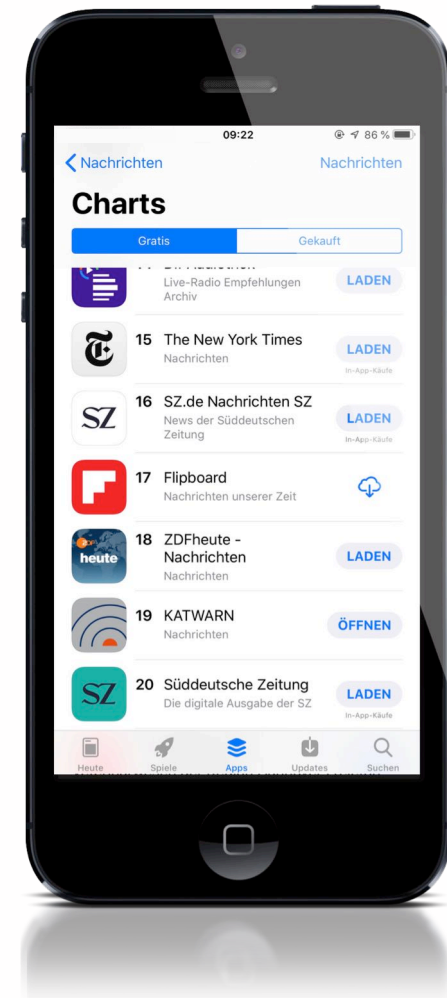 09:22
86 %
Nachrichten
Nachrichten
Charts
Gratis
Gekauft
Live-Radio Empfehlungen
Archiv
LADEN
15 The New York Times
Nachrichten
LADEN
In-App-Käufe
SZ
16 SZ.de Nachrichten SZ
News der Süddeutschen
Zeitung
LADEN
In-App-Käufe
17 Flipboard
Nachrichten unserer Zeit
heute
18 ZDFheute -
Nachrichten
Nachrichten
LADEN
19 KATWARN
Nachrichten
ÖFFNEN
SZ
20 Süddeutsche Zeitung
Die digitale Ausgabe der SZ
LADEN
In-App-Käufe
Heute
Spiele
Apps
Updates
Suchen